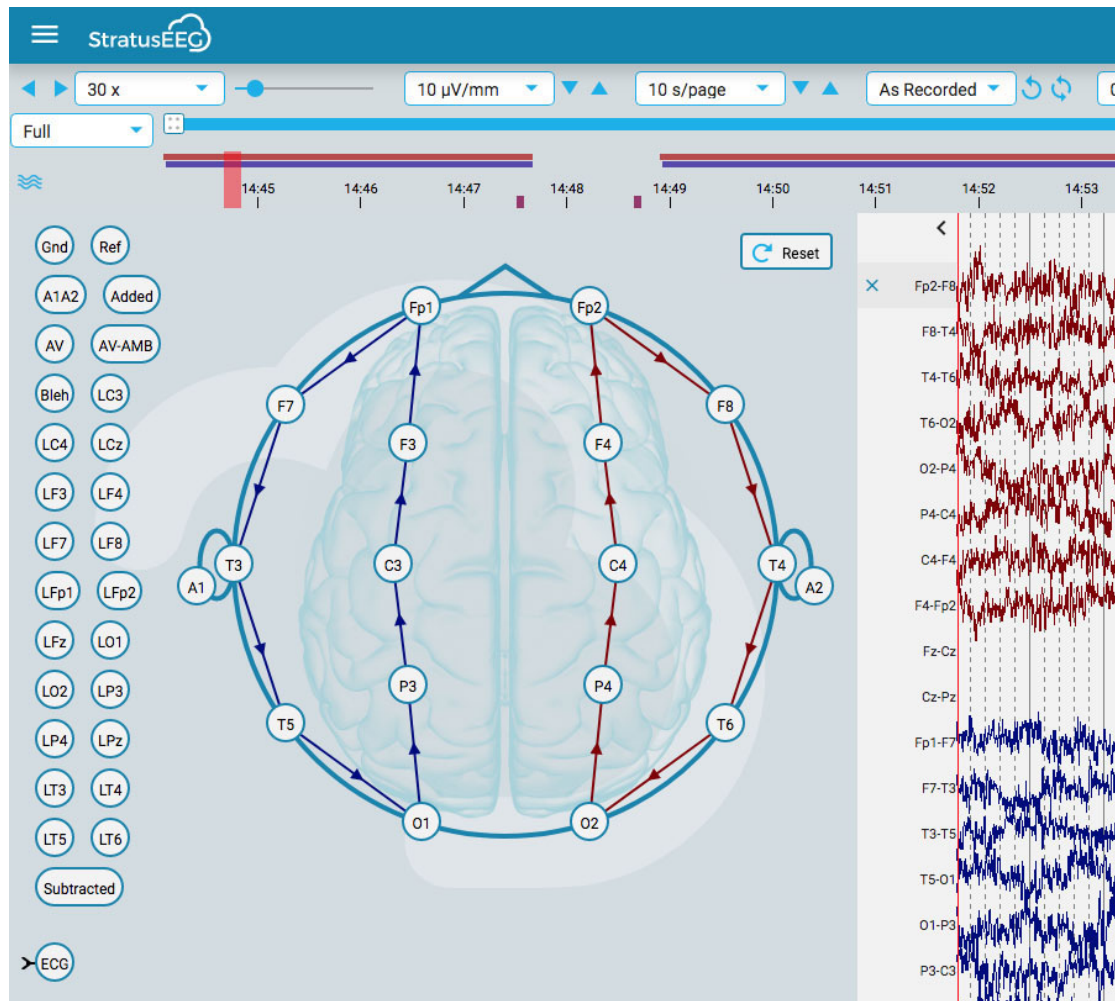 StratusEEG
30 x
10 µV/mm
10 s/page
As Recorded
Full
14:45 14:46 14:47 14:48 14:49 14:50 14:51 14:52 14:53
Gnd Ref
A1A2 Added
AV AV-AMB
Bleh LC3
LC4 LCz
LF3 LF4
LF7 LF8
LFp1 LFp2
LFz LO1
LO2 LP3
LP4 LPz
LT3 LT4
LT5 LT6
Subtracted
ECG
Reset
Fp1 Fp2
F7 F8
F3 F4
A1 T3 C3 C4 T4 A2
P3 P4
T5 T6
O1 O2
Fp2-F8
F8-T4
T4-T6
T6-O2
O2-P4
P4-C4
C4-F4
F4-Fp2
Fz-Cz
Cz-Pz
Fp1-F7
F7-T3
T3-T5
T5-O1
O1-P3
P3-C3